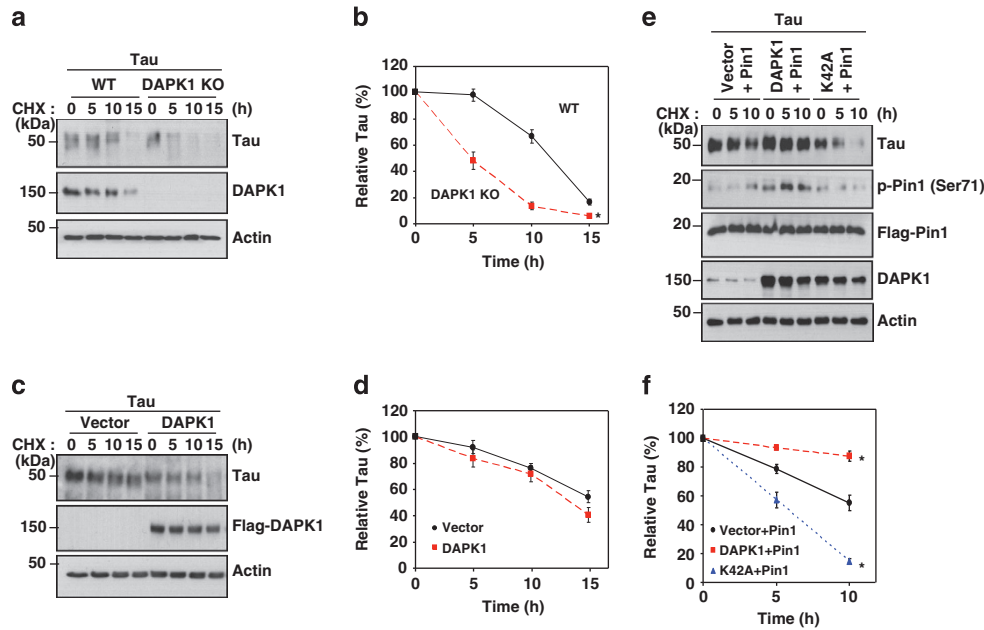 a
Tau
WT DAPK1 KO
CHX : 0 5 10 15 0 5 10 15 (h)
(kDa)
50 Tau
150 DAPK1
50
Actin
b
120
100
80
60
40
20
0
Relative Tau (%)
WT
DAPK1 KO
*
0 5 10 15
Time (h)
c
Tau
Vector DAPK1
CHX : 0 5 10 15 0 5 10 15 (h)
(kDa)
50 Tau
150 Flag-DAPK1
50
Actin
d
120
100
80
60
40
20
0
Relative Tau (%)
Vector
DAPK1
0 5 10 15
Time (h)
e
Tau
Vector + Pin1
DAPK1 + Pin1
K42A + Pin1
CHX : 0 5 10 0 5 10 0 5 10 (h)
(kDa)
50 Tau
20 p-Pin1 (Ser71)
20 Flag-Pin1
150 DAPK1
50
Actin
f
120
100
80
60
40
20
0
Relative Tau (%)
*
Vector+Pin1
DAPK1+Pin1
K42A+Pin1 *
0 5 10
Time (h)